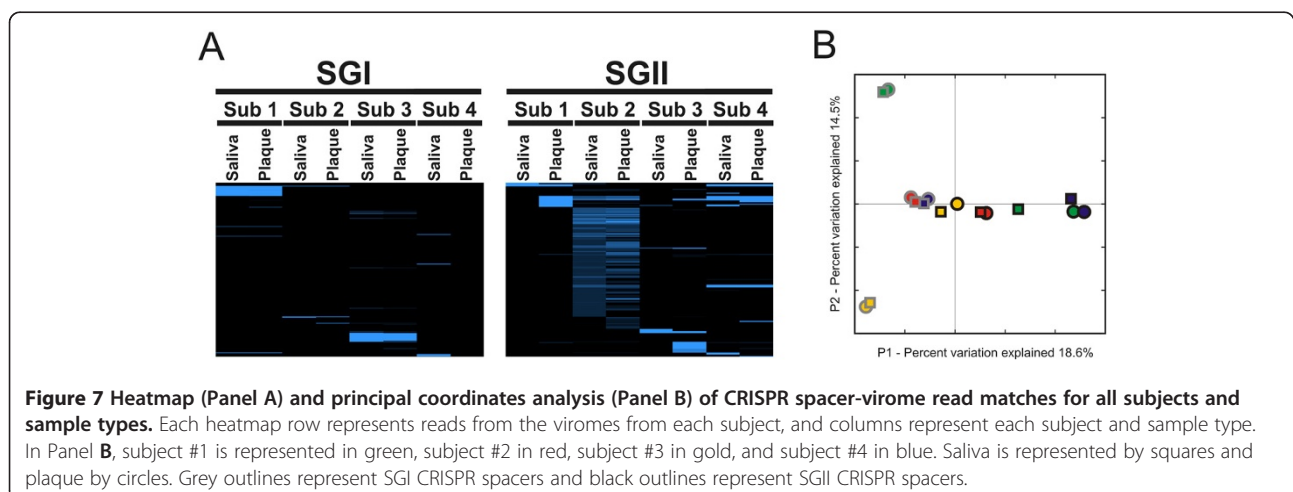 A
B
SGI
SGII
Sub 1 Sub 2 Sub 3 Sub 4
Sub 1 Sub 2 Sub 3 Sub 4
Saliva Plaque Saliva Plaque Saliva Plaque Saliva Plaque
Saliva Plaque Saliva Plaque Saliva Plaque Saliva Plaque
P2 - Percent variation explained 14.5%
P1 - Percent variation explained 18.6%
Figure 7 Heatmap (Panel A) and principal coordinates analysis (Panel B) of CRISPR spacer-virome read matches for all subjects and
sample types. Each heatmap row represents reads from the viromes from each subject, and columns represent each subject and sample type.
In Panel B, subject #1 is represented in green, subject #2 in red, subject #3 in gold, and subject #4 in blue. Saliva is represented by squares and
plaque by circles. Grey outlines represent SGI CRISPR spacers and black outlines represent SGII CRISPR spacers.